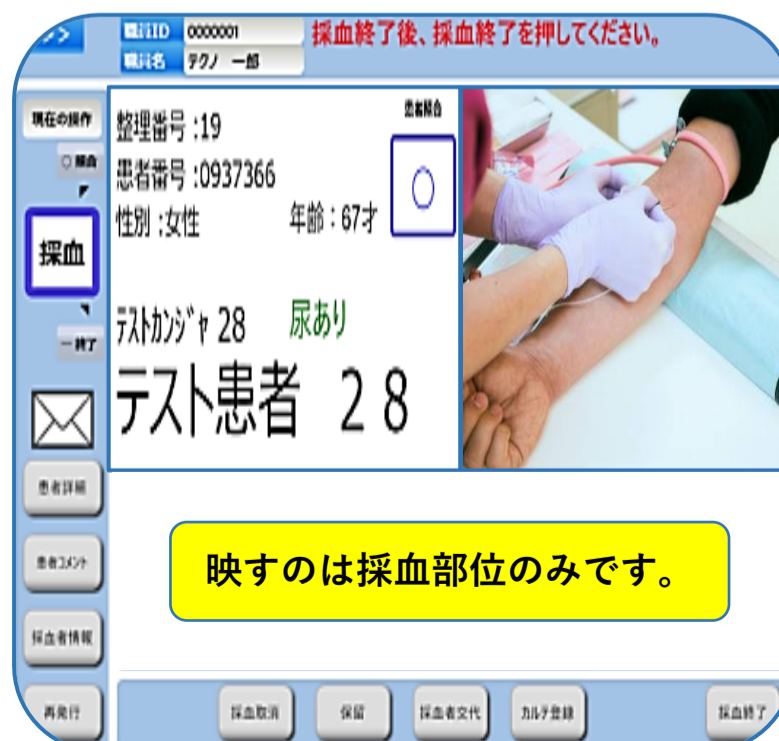 >>
職員ID 0000001
採血終了後、採血終了を押してください。
職員名 テクノ 一郎
現在の操作
○照合
採血
ー終了
患者詳細
患者コメント
採血者情報
再発行
整理番号 :19
患者照合
患者番号 :0937366
○
性別 :女性 年齢 : 67才
テストカンジャ 28 尿あり
テスト患者 28
映すのは採血部位のみです。
採血取消
保留
採血者交代
カルテ登録
採血終了